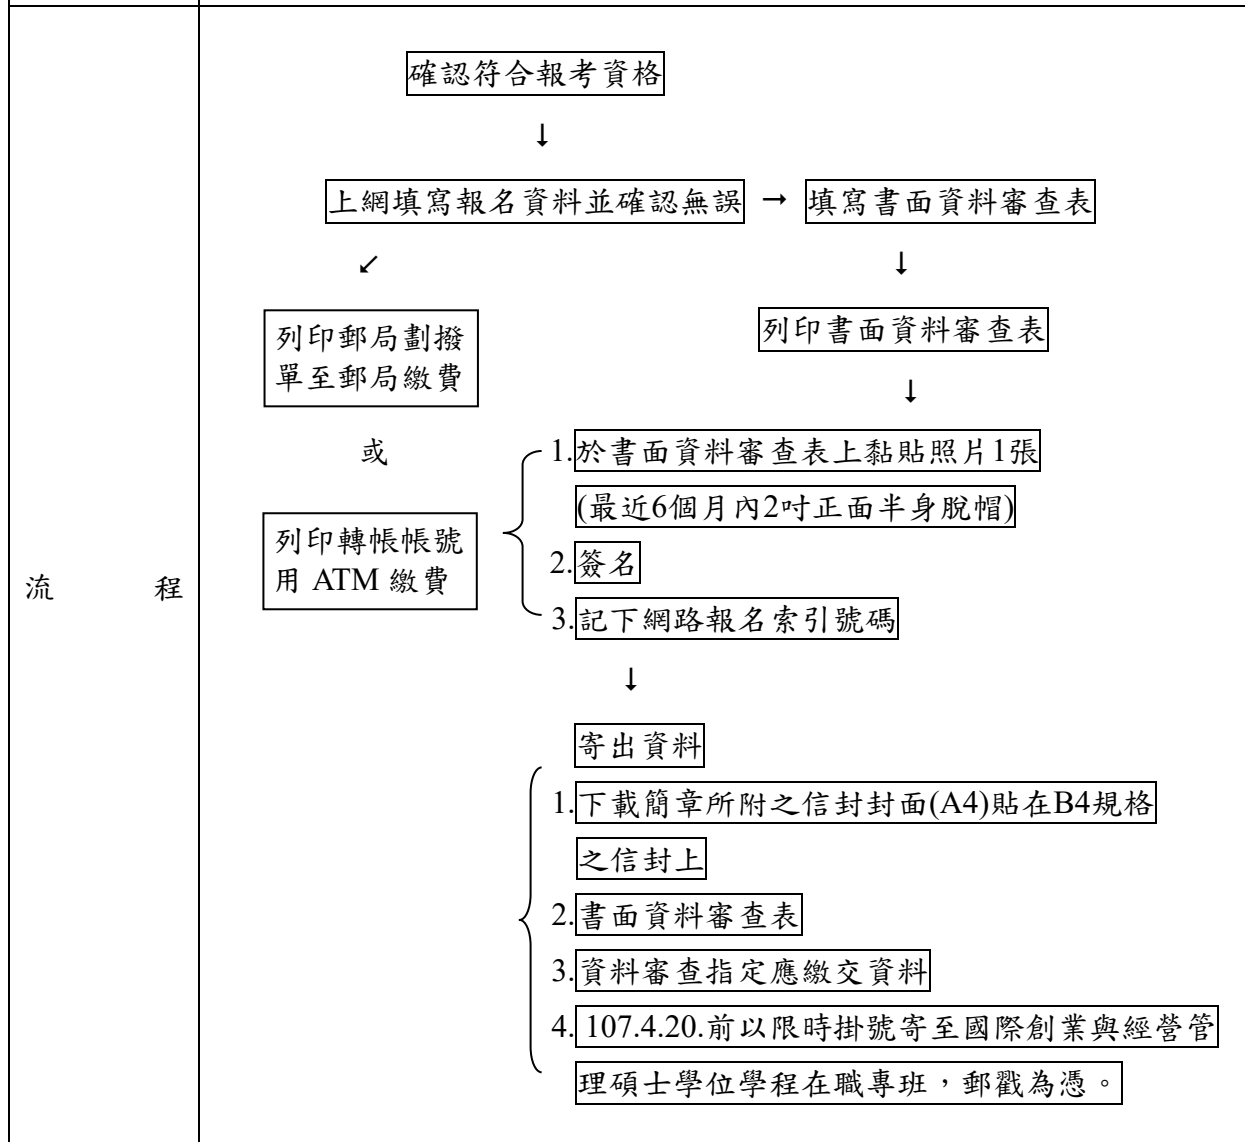 確認符合報考資格
↓
上網填寫報名資料並確認無誤 → 填寫書面資料審查表
↙ ↓
列印郵局劃撥
單至郵局繳費
或
列印轉帳帳號
用 ATM 繳費
列印書面資料審查表
↓
1.於書面資料審查表上黏貼照片1張
(最近6個月內2吋正面半身脫帽)
2.簽名
3.記下網路報名索引號碼
↓
流 程
寄出資料
1.下載簡章所附之信封封面(A4)貼在B4規格
之信封上
2.書面資料審查表
3.資料審查指定應繳交資料
4. 107.4.20.前以限時掛號寄至國際創業與經營管
理碩士學位學程在職專班，郵戳為憑。